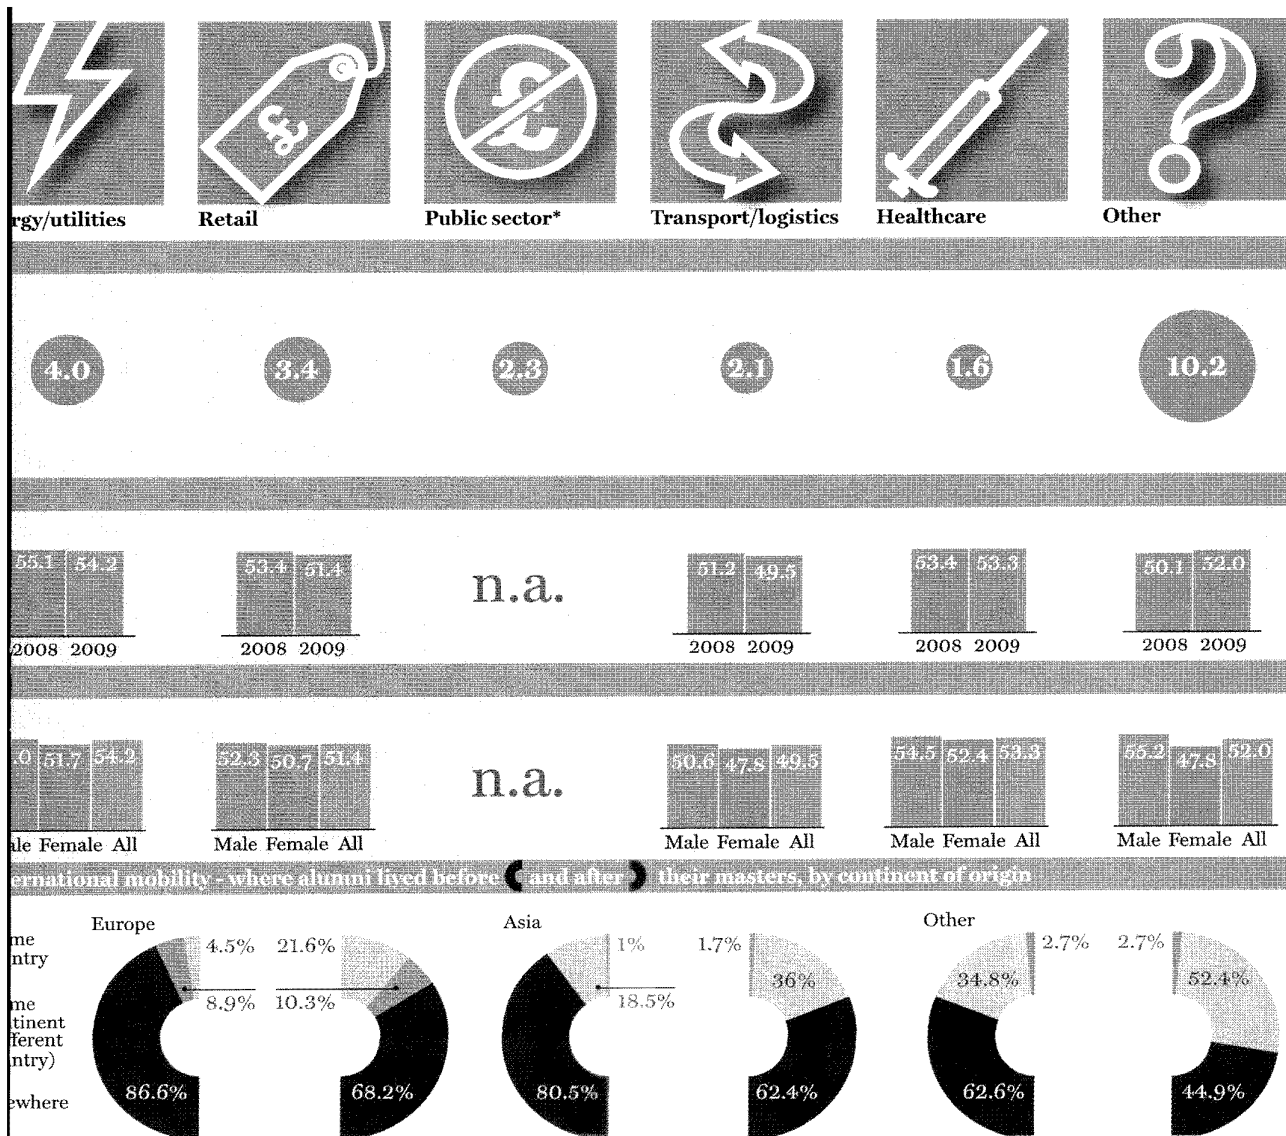 rgy/utilities Retail Public sector* Transport/logistics Healthcare Other
4.0 3.4 2.3 2.1 1.6 10.2
55.1 54.2 53.4 51.4 n.a. 51.2 49.5 53.4 53.3 50.1 52.0
2008 2009 2008 2009 2008 2009 2008 2009 2008 2009
.0 51.7 54.2 52.3 50.7 51.4 n.a. 50.6 47.8 49.5 54.5 52.4 53.3 55.2 47.8 52.0
ale Female All Male Female All Male Female All Male Female All Male Female All
ernational mobility - where alumni lived before and after their masters, by continent of origin
Europe Asia Other
me
ntry
me
tinent
fferent
ntry)
ewhere
4.5% 21.6% 1% 1.7% 2.7% 2.7%
36% 34.8% 52.4%
8.9% 10.3% 18.5%
86.6% 68.2% 80.5% 62.4% 62.6% 44.9%